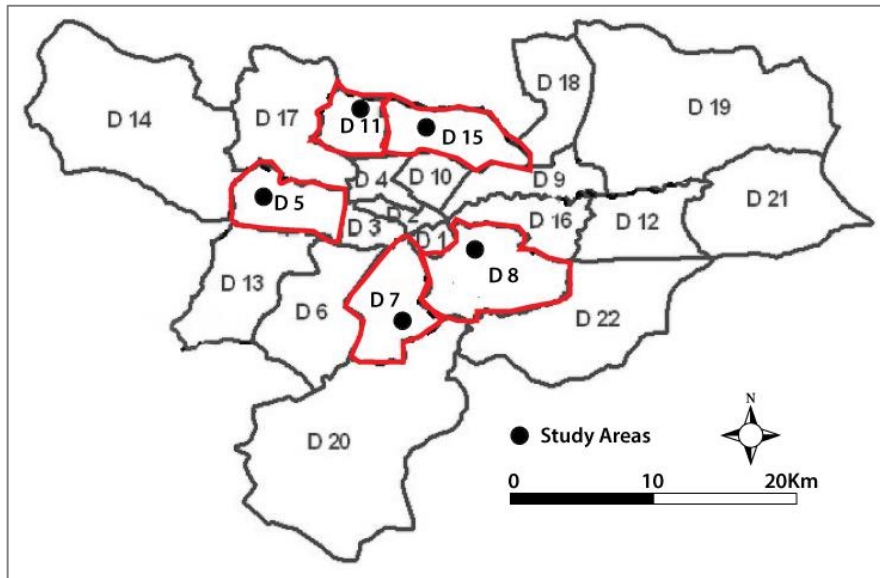 D 14
D 17
D 11
D 15
D 18
D 19
D 5
D 4
D 10
D 9
D 21
D 3
D 2
D 1
D 16
D 12
D 13
D 6
D 7
D 8
D 22
D 20
N
Study Areas
0 10 20Km